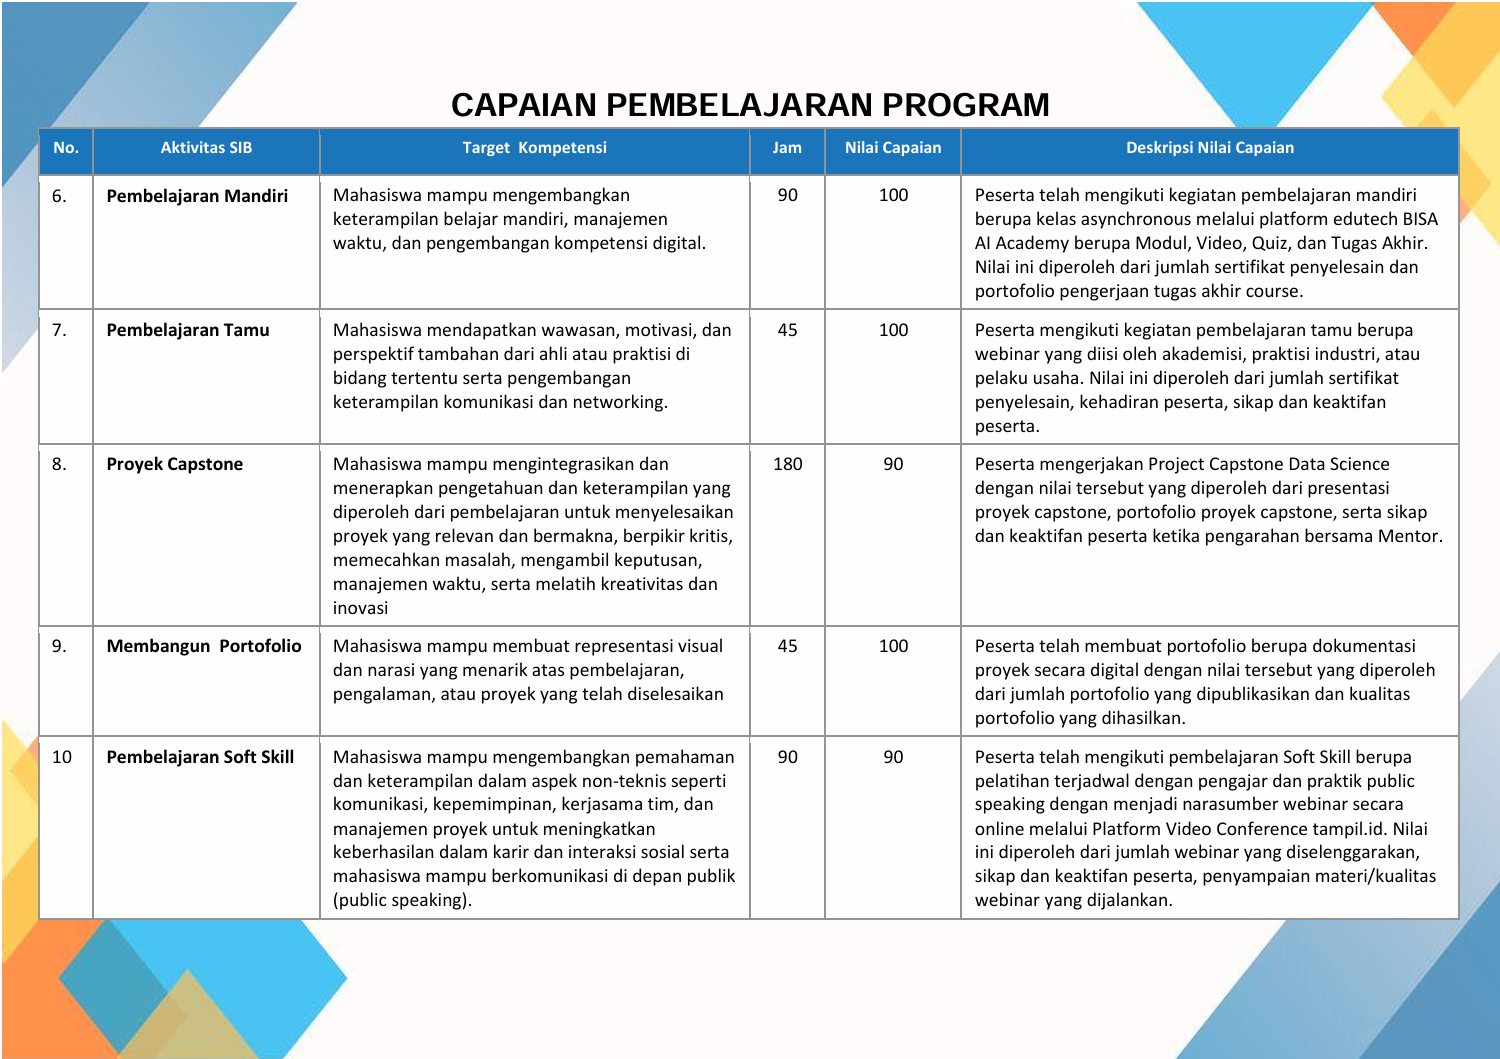 CAPAIAN PEMBELAJARAN PROGRAM
No. Aktivitas SIB Target  Kompetensi Jam Nilai Capaian Deskripsi Nilai Capaian
6. Pembelajaran Mandiri
Mahasiswa mampu mengembangkan
keterampilan belajar mandiri, manajemen
waktu, dan pengembangan kompetensi digital.
90 100
Peserta telah mengikuti kegiatan pembelajaran mandiri
berupa kelas asynchronous melalui platform edutech BISA
AI Academy berupa Modul, Video, Quiz, dan Tugas Akhir.
Nilai ini diperoleh dari jumlah sertifikat penyelesain dan
portofolio pengerjaan tugas akhir course.
7. Pembelajaran Tamu
Mahasiswa mendapatkan wawasan, motivasi, dan
perspektif tambahan dari ahli atau praktisi di
bidang tertentu serta pengembangan
keterampilan komunikasi dan networking.
45 100
Peserta mengikuti kegiatan pembelajaran tamu berupa
webinar yang diisi oleh akademisi, praktisi industri, atau
pelaku usaha. Nilai ini diperoleh dari jumlah sertifikat
penyelesain, kehadiran peserta, sikap dan keaktifan
peserta.
8. Proyek Capstone
Mahasiswa mampu mengintegrasikan dan
menerapkan pengetahuan dan keterampilan yang
diperoleh dari pembelajaran untuk menyelesaikan
proyek yang relevan dan bermakna, berpikir kritis,
memecahkan masalah, mengambil keputusan,
manajemen waktu, serta melatih kreativitas dan
inovasi
180 90
Peserta mengerjakan Project Capstone Data Science
dengan nilai tersebut yang diperoleh dari presentasi
proyek capstone, portofolio proyek capstone, serta sikap
dan keaktifan peserta ketika pengarahan bersama Mentor.
9. Membangun  Portofolio
Mahasiswa mampu membuat representasi visual
dan narasi yang menarik atas pembelajaran,
pengalaman, atau proyek yang telah diselesaikan
45 100
Peserta telah membuat portofolio berupa dokumentasi
proyek secara digital dengan nilai tersebut yang diperoleh
dari jumlah portofolio yang dipublikasikan dan kualitas
portofolio yang dihasilkan.
10 Pembelajaran Soft Skill
Mahasiswa mampu mengembangkan pemahaman
dan keterampilan dalam aspek non-teknis seperti
komunikasi, kepemimpinan, kerjasama tim, dan
manajemen proyek untuk meningkatkan
keberhasilan dalam karir dan interaksi sosial serta
mahasiswa mampu berkomunikasi di depan publik
(public speaking).
90 90
Peserta telah mengikuti pembelajaran Soft Skill berupa
pelatihan terjadwal dengan pengajar dan praktik public
speaking dengan menjadi narasumber webinar secara
online melalui Platform Video Conference tampil.id. Nilai
ini diperoleh dari jumlah webinar yang diselenggarakan,
sikap dan keaktifan peserta, penyampaian materi/kualitas
webinar yang dijalankan.